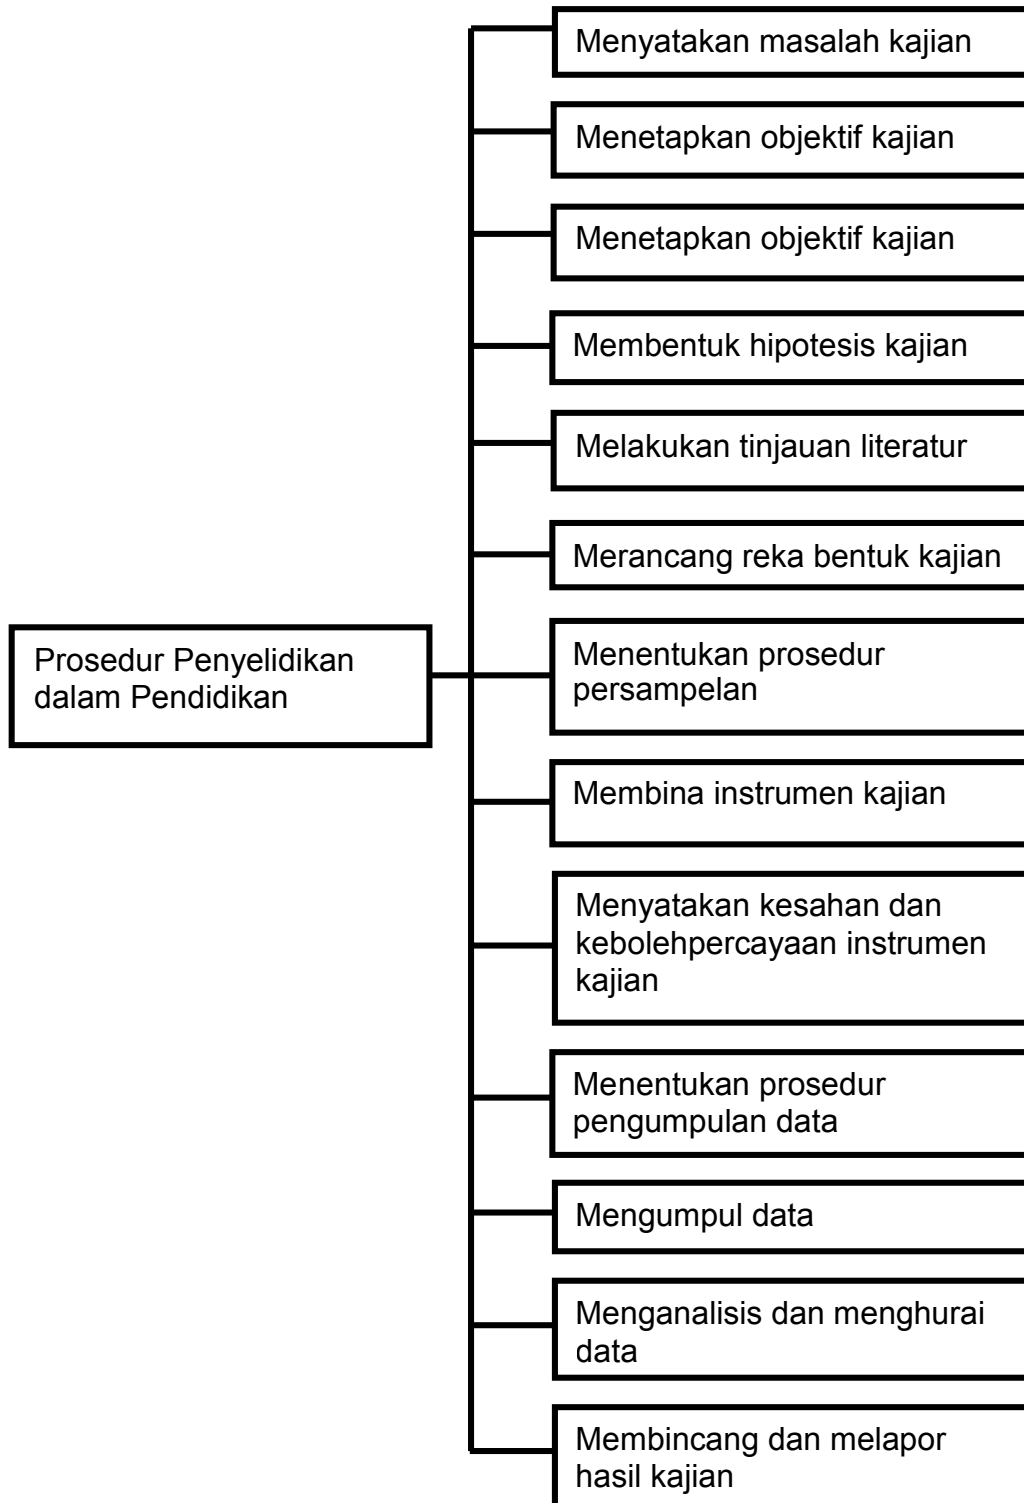 Menyatakan masalah kajian
Menetapkan objektif kajian
Menetapkan objektif kajian
Membentuk hipotesis kajian
Melakukan tinjauan literatur
Merancang reka bentuk kajian
Prosedur Penyelidikan
dalam Pendidikan
Menentukan prosedur
persampelan
Membina instrumen kajian
Menyatakan kesahan dan
kebolehpercayaan instrumen
kajian
Menentukan prosedur
pengumpulan data
Mengumpul data
Menganalisis dan menghurai
data
Membincang dan melapor
hasil kajian